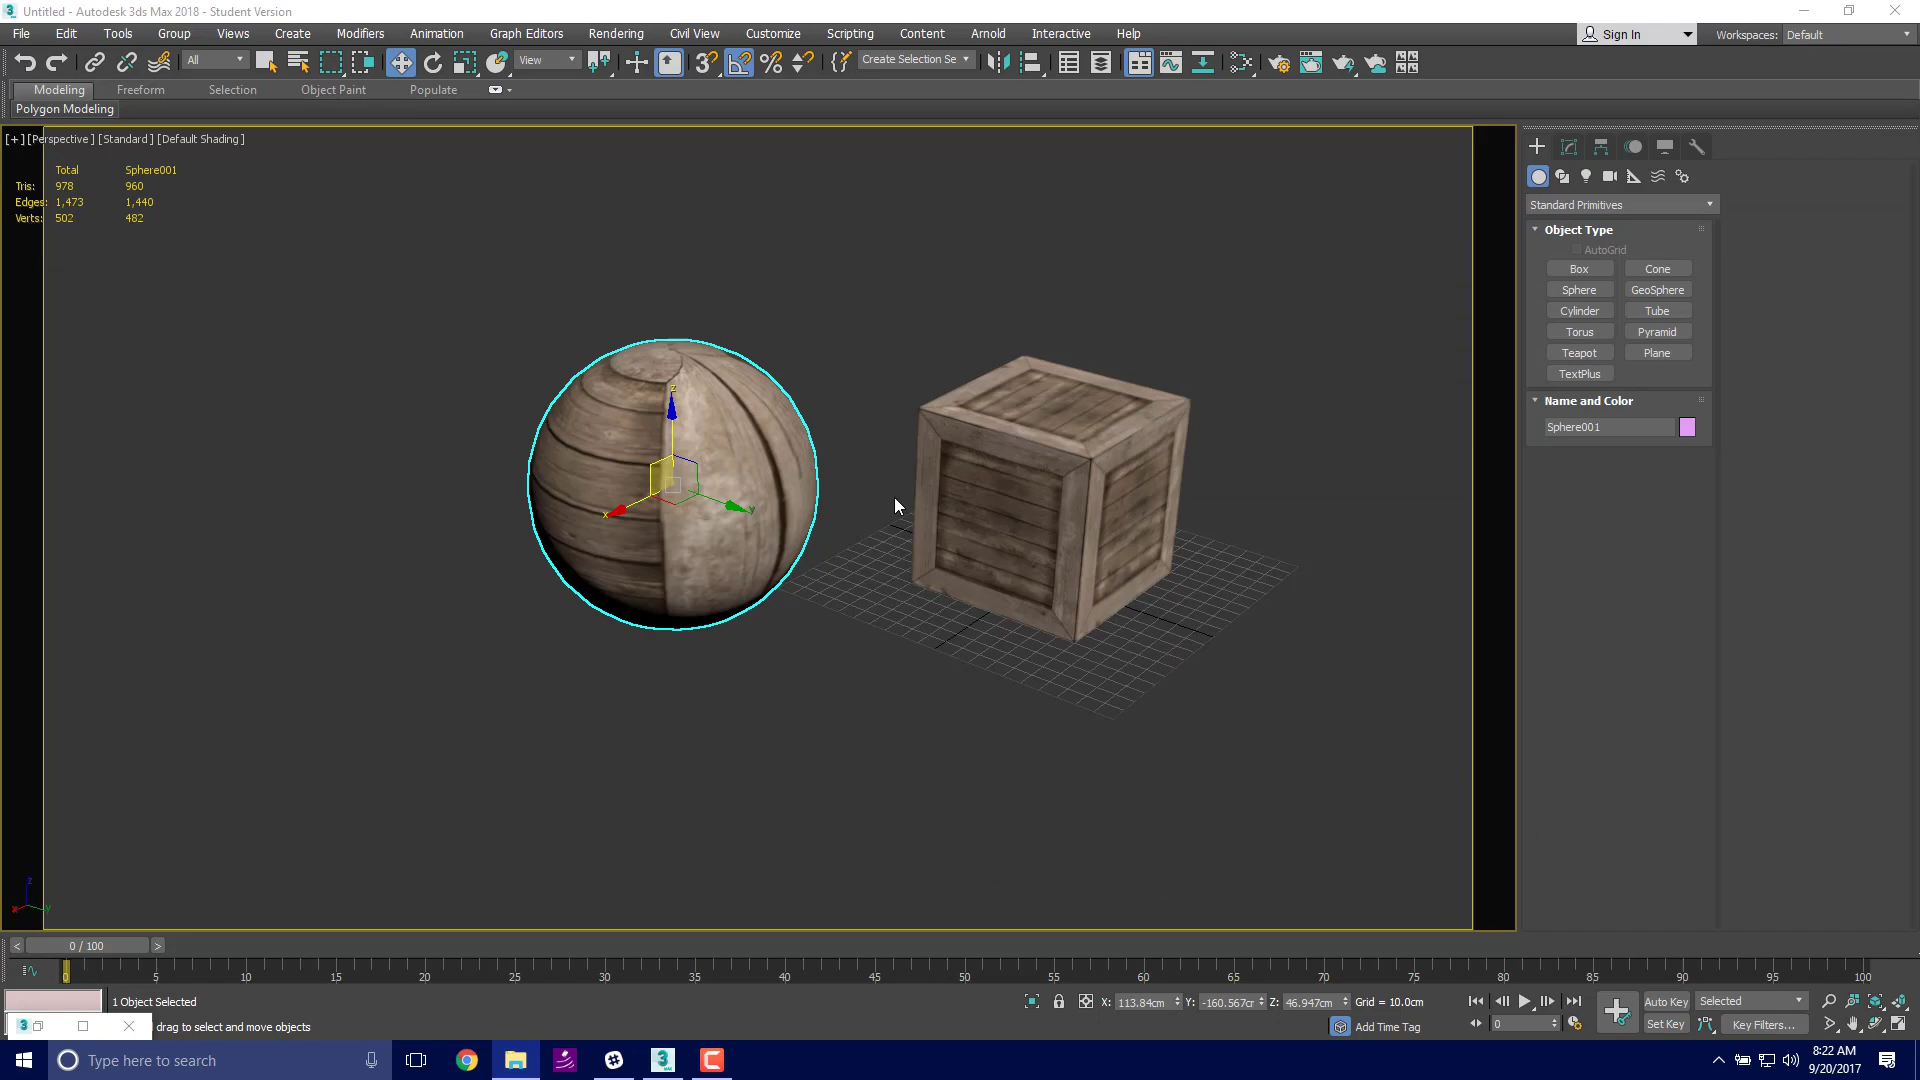 Untitled - Autodesk 3ds Max 2018 - Student Version
File Edit Tools Group Views Create Modifiers Animation Graph Editors Rendering Civil View Customize Scripting Content Arnold Interactive Help
Sign In Workspaces: Default
All View Create Selection Se
Modeling Freeform Selection Object Paint Populate
Polygon Modeling
[+] [Perspective ] [Standard ] [Default Shading ]
Total Sphere001
Tris: 978 960
Edges: 1,473 1,440
Verts: 502 482
Standard Primitives
Object Type
AutoGrid
Box Cone
Sphere GeoSphere
Cylinder Tube
Torus Pyramid
Teapot Plane
TextPlus
Name and Color
Sphere001
z
x
y
z
x
y
< 0 / 100 >
0 5 10 15 20 25 30 35 40 45 50 55 60 65 70 75 80 85 90 95 100
1 Object Selected X: 113.84cm Y: -160.567cr Z: 46.947cm Grid = 10.0cm Auto Key Selected
drag to select and move objects Add Time Tag 0 Set Key Key Filters...
Type here to search
8:22 AM
9/20/2017